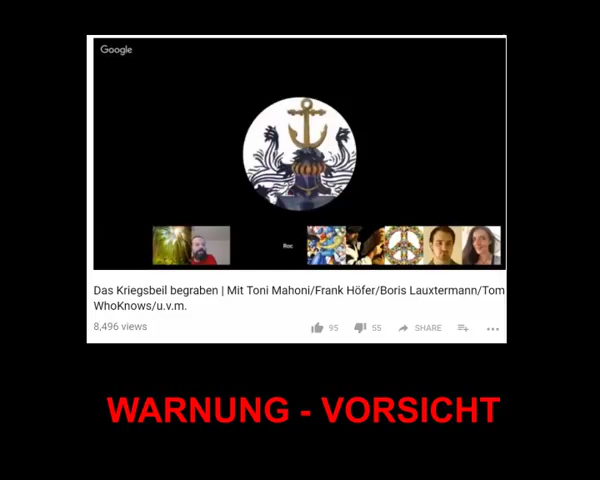 Google
Roc
Das Kriegsbeil begraben | Mit Toni Mahoni/Frank Höfer/Boris Lauxtermann/Tom
WhoKnows/u.v.m.
8,496 views
95
55
SHARE
WARNUNG - VORSICHT